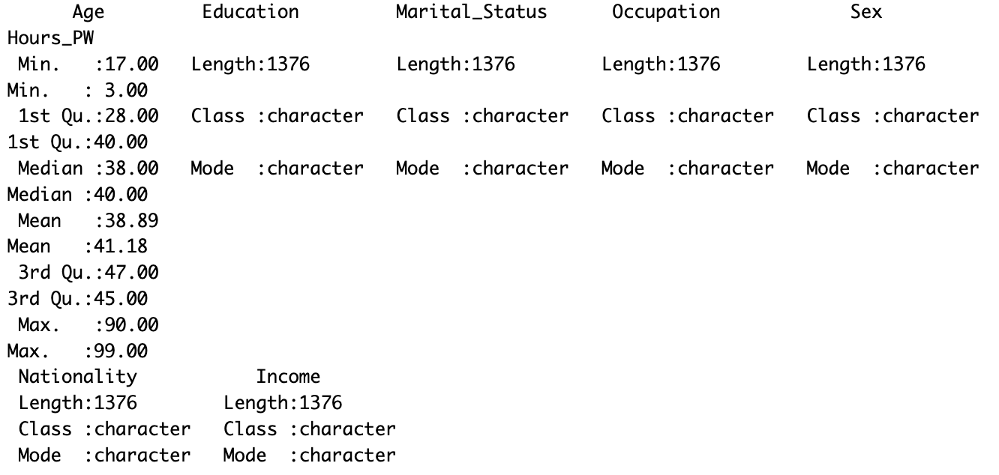 Age         Education         Marital_Status      Occupation            Sex
Hours_PW
 Min.   :17.00   Length:1376        Length:1376        Length:1376        Length:1376
Min.   : 3.00
 1st Qu.:28.00   Class :character   Class :character   Class :character   Class :character
1st Qu.:40.00
 Median :38.00   Mode  :character   Mode  :character   Mode  :character   Mode  :character
Median :40.00
 Mean   :38.89
Mean   :41.18
 3rd Qu.:47.00
3rd Qu.:45.00
 Max.   :90.00
Max.   :99.00
 Nationality           Income
 Length:1376        Length:1376
 Class :character   Class :character
 Mode  :character   Mode  :character